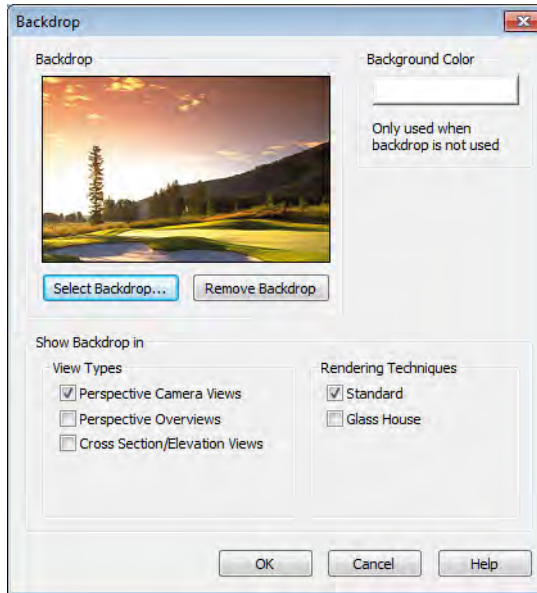 Backdrop
Backdrop
Background Color
Only used when
backdrop is not used
Select Backdrop...
Remove Backdrop
Show Backdrop in
View Types
Perspective Camera Views
Perspective Overviews
Cross Section/Elevation Views
Rendering Techniques
Standard
Glass House
OK
Cancel
Help